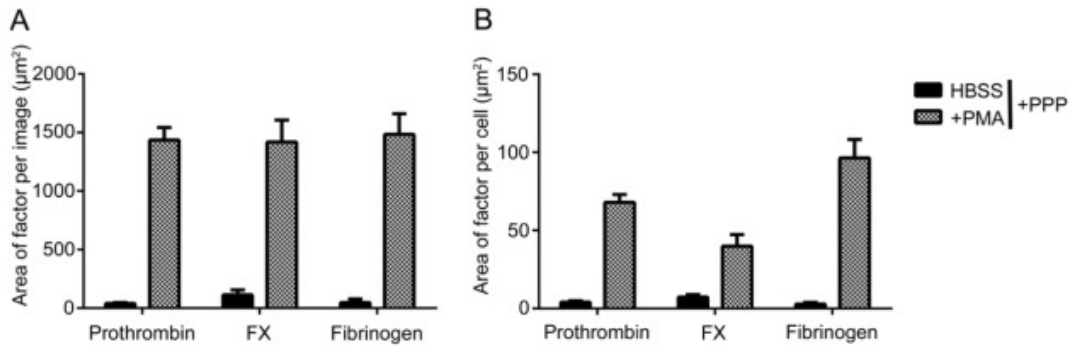 A
Area of factor per image (µm²)
2000
1500
1000
500
0
Prothrombin
FX
Fibrinogen
B
Area of factor per cell (µm²)
150
100
50
0
Prothrombin
FX
Fibrinogen
HBSS
+PMA
+PPP